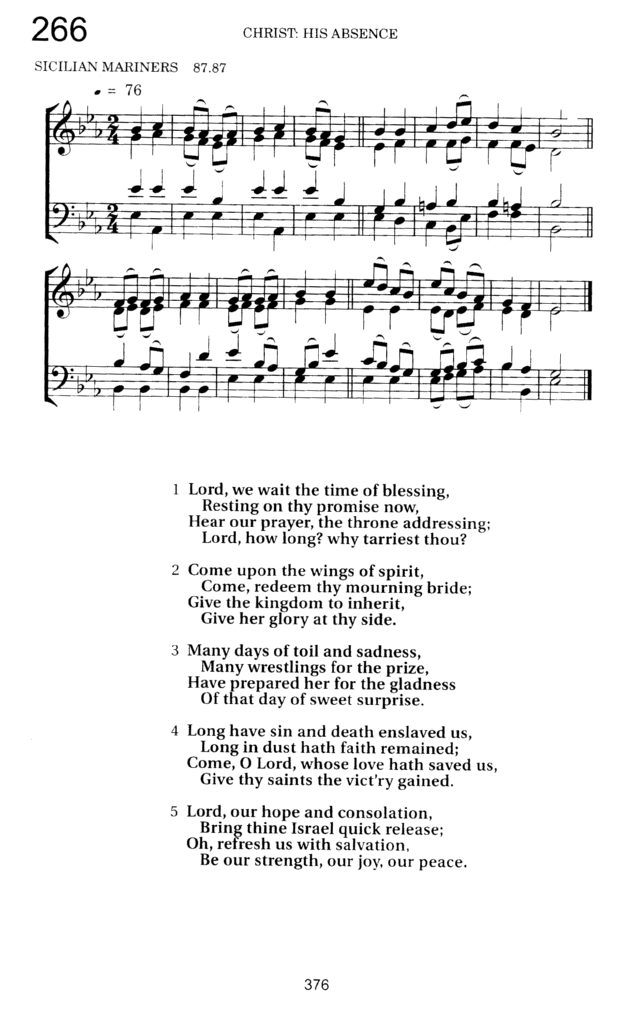 266
CHRIST: HIS ABSENCE
SICILIAN MARINERS 87.87
= 76
1 Lord, we wait the time of blessing,
Resting on thy promise now,
Hear our prayer, the throne addressing;
Lord, how long? why tarriest thou?
2 Come upon the wings of spirit,
Come, redeem thy mourning bride;
Give the kingdom to inherit,
Give her glory at thy side.
3 Many days of toil and sadness,
Many wrestlings for the prize,
Have prepared her for the gladness
Of that day of sweet surprise.
4 Long have sin and death enslaved us,
Long in dust hath faith remained;
Come, O Lord, whose love hath saved us,
Give thy saints the vict'ry gained.
5 Lord, our hope and consolation,
Bring thine Israel quick release;
Oh, refresh us with salvation,
Be our strength, our joy, our peace.
376